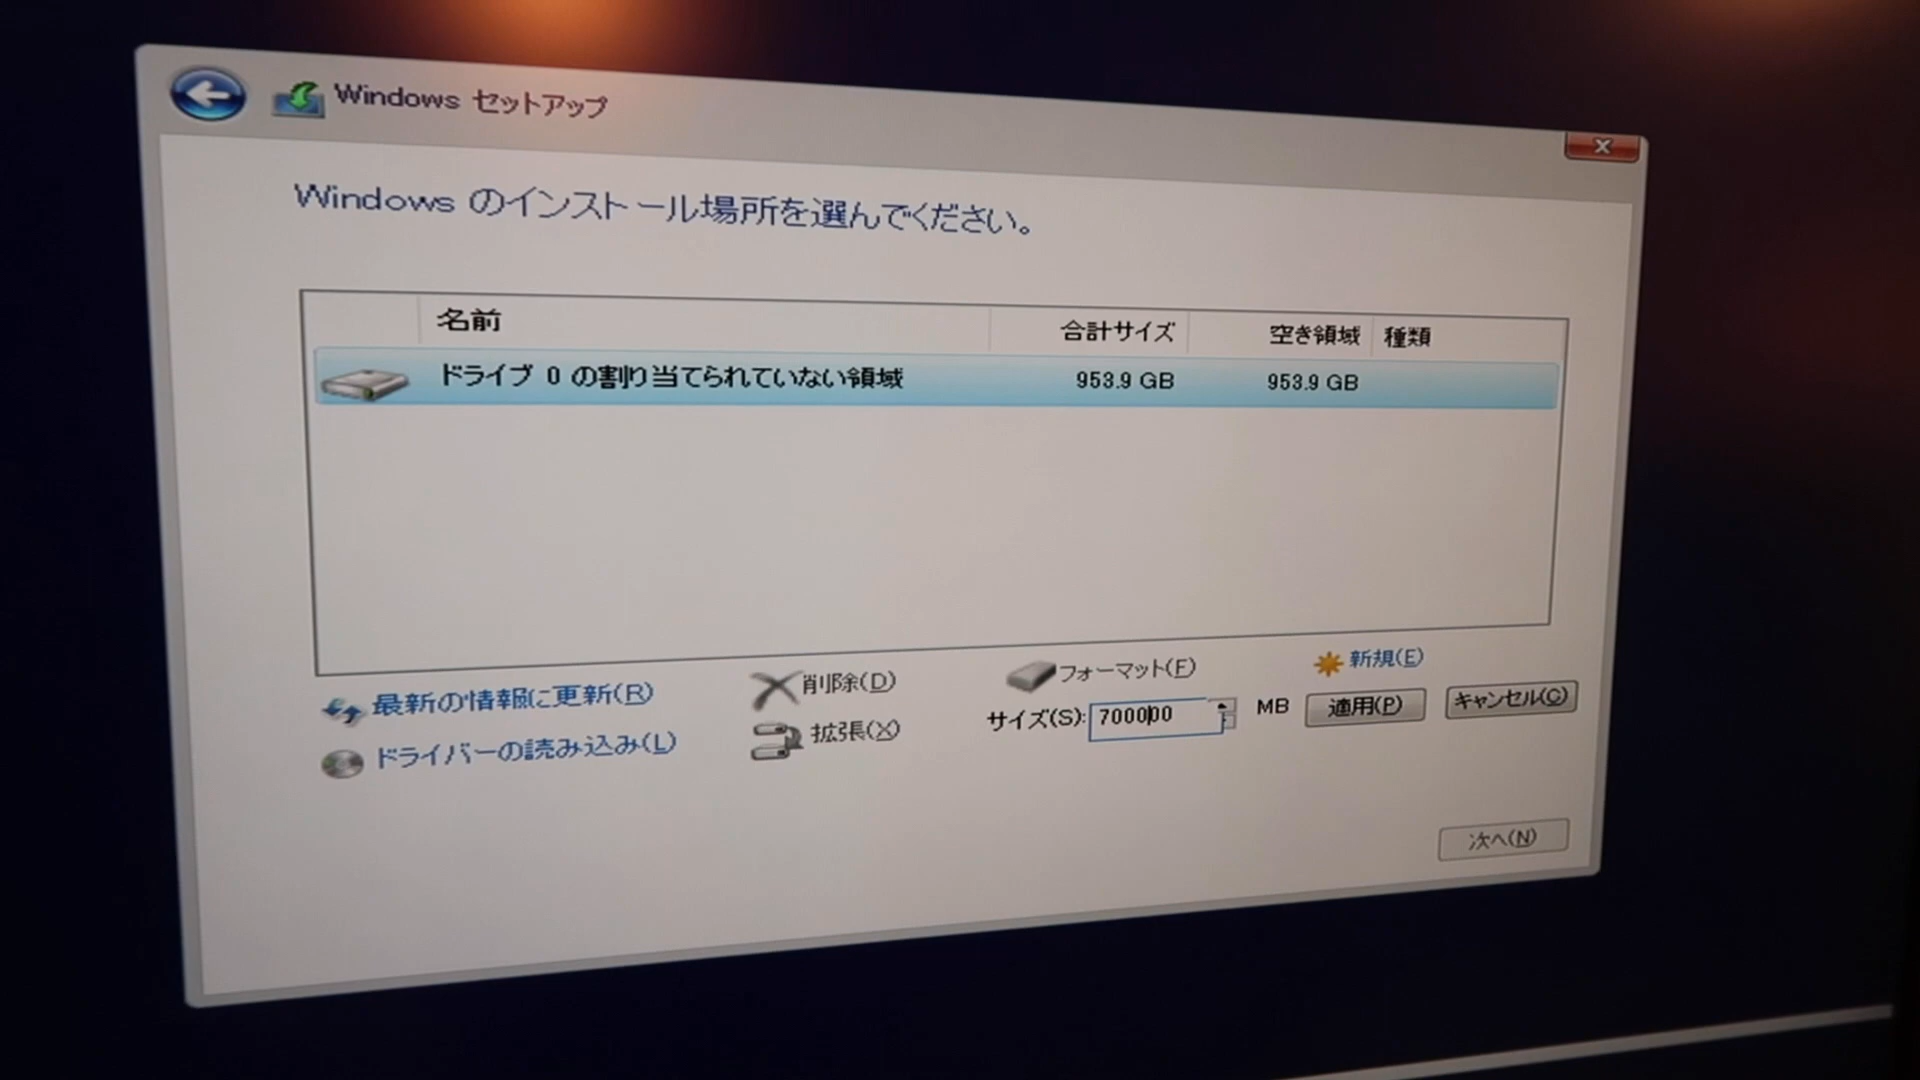 Windows セットアップ
X
Windows のインストール場所を選んでください。
名前 合計サイズ 空き領域 種類
ドライブ 0 の割り当てられていない領域 953.9 GB 953.9 GB
最新の情報に更新(R) 削除(D) フォーマット(F) 新規(E)
ドライバーの読み込み(L) 拡張(X) サイズ(S): 700000 MB 適用(P) キャンセル(C)
次へ(N)